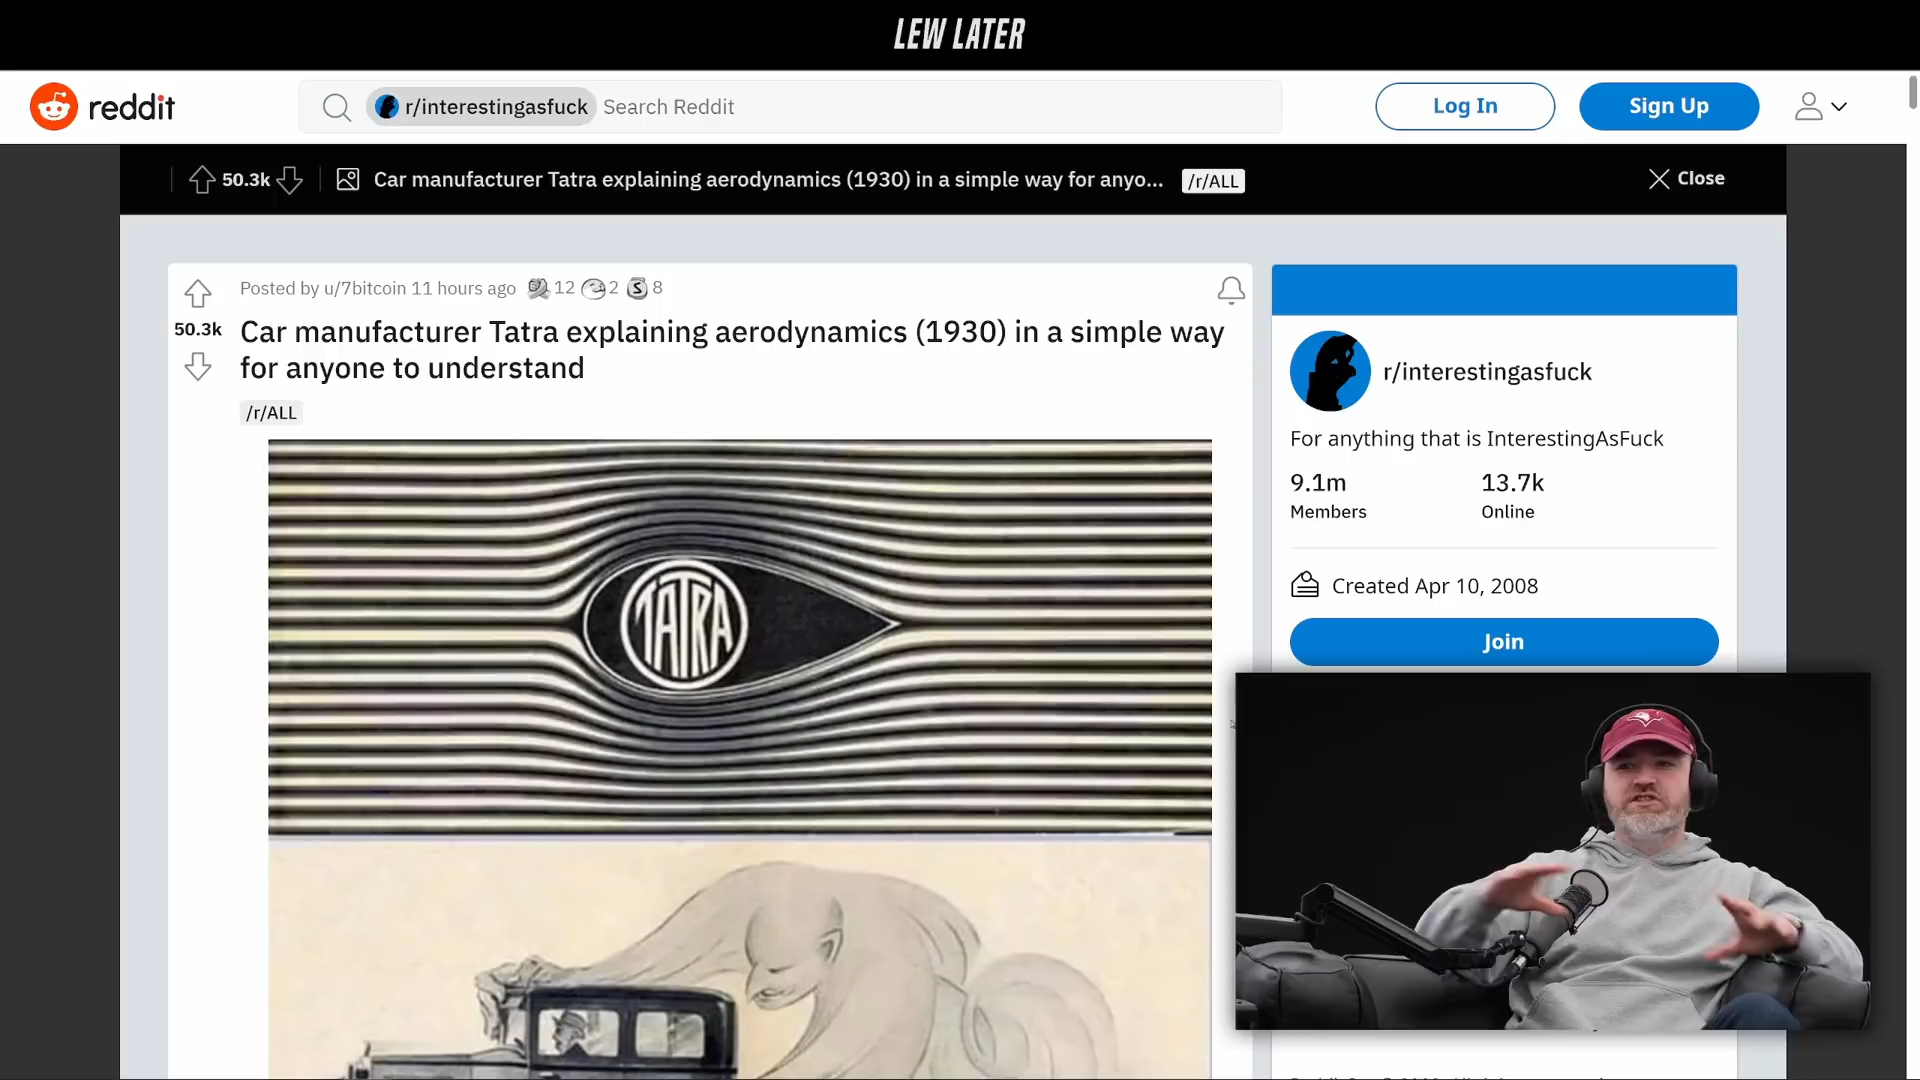 LEW LATER
reddit
r/interestingasfuck Search Reddit
Log In
Sign Up
50.3k
Car manufacturer Tatra explaining aerodynamics (1930) in a simple way for anyo...
/r/ALL
Close
Posted by u/7bitcoin 11 hours ago 12 2 S 8
50.3k
Car manufacturer Tatra explaining aerodynamics (1930) in a simple way
for anyone to understand
/r/ALL
TATRA
r/interestingasfuck
For anything that is InterestingAsFuck
9.1m
Members
13.7k
Online
Created Apr 10, 2008
Join